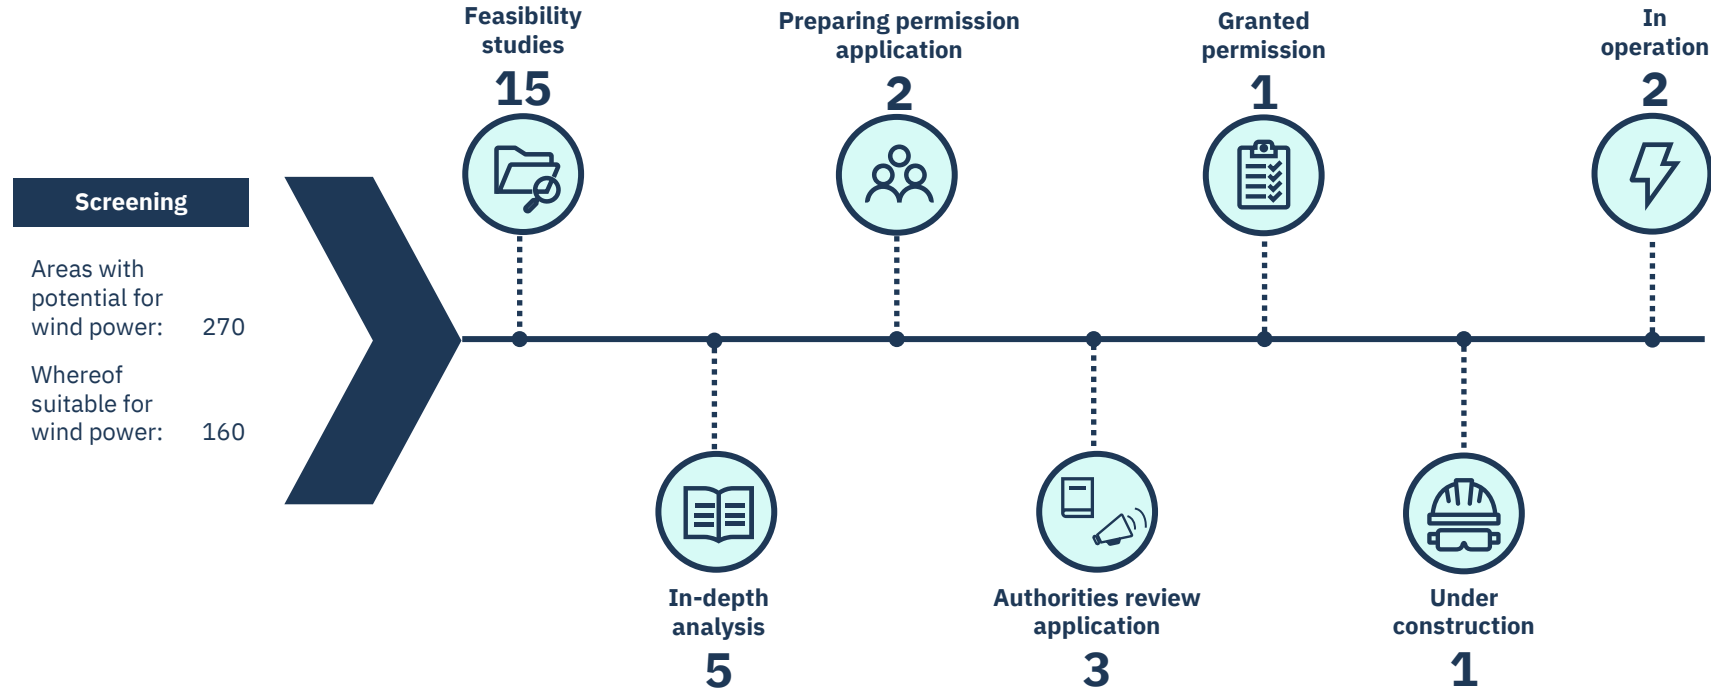 Screening
Areas with
potential for
wind power: 270
Whereof
suitable for
wind power: 160
Feasibility
studies
15
In-depth
analysis
5
Preparing permission
application
2
Authorities review
application
3
Granted
permission
1
Under
construction
1
In
operation
2